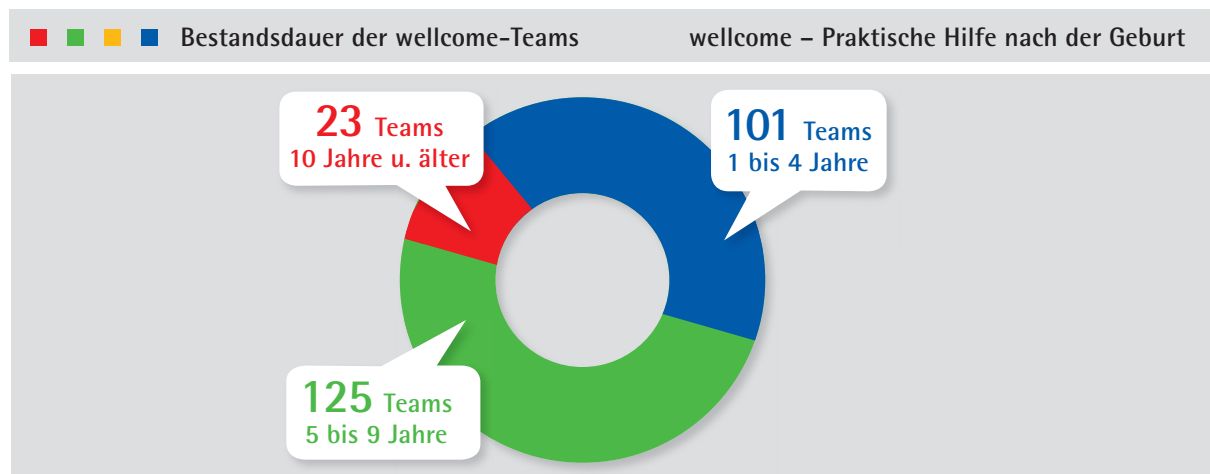 Bestandsdauer der wellcome-Teams
wellcome – Praktische Hilfe nach der Geburt
23 Teams
10 Jahre u. älter
101 Teams
1 bis 4 Jahre
125 Teams
5 bis 9 Jahre